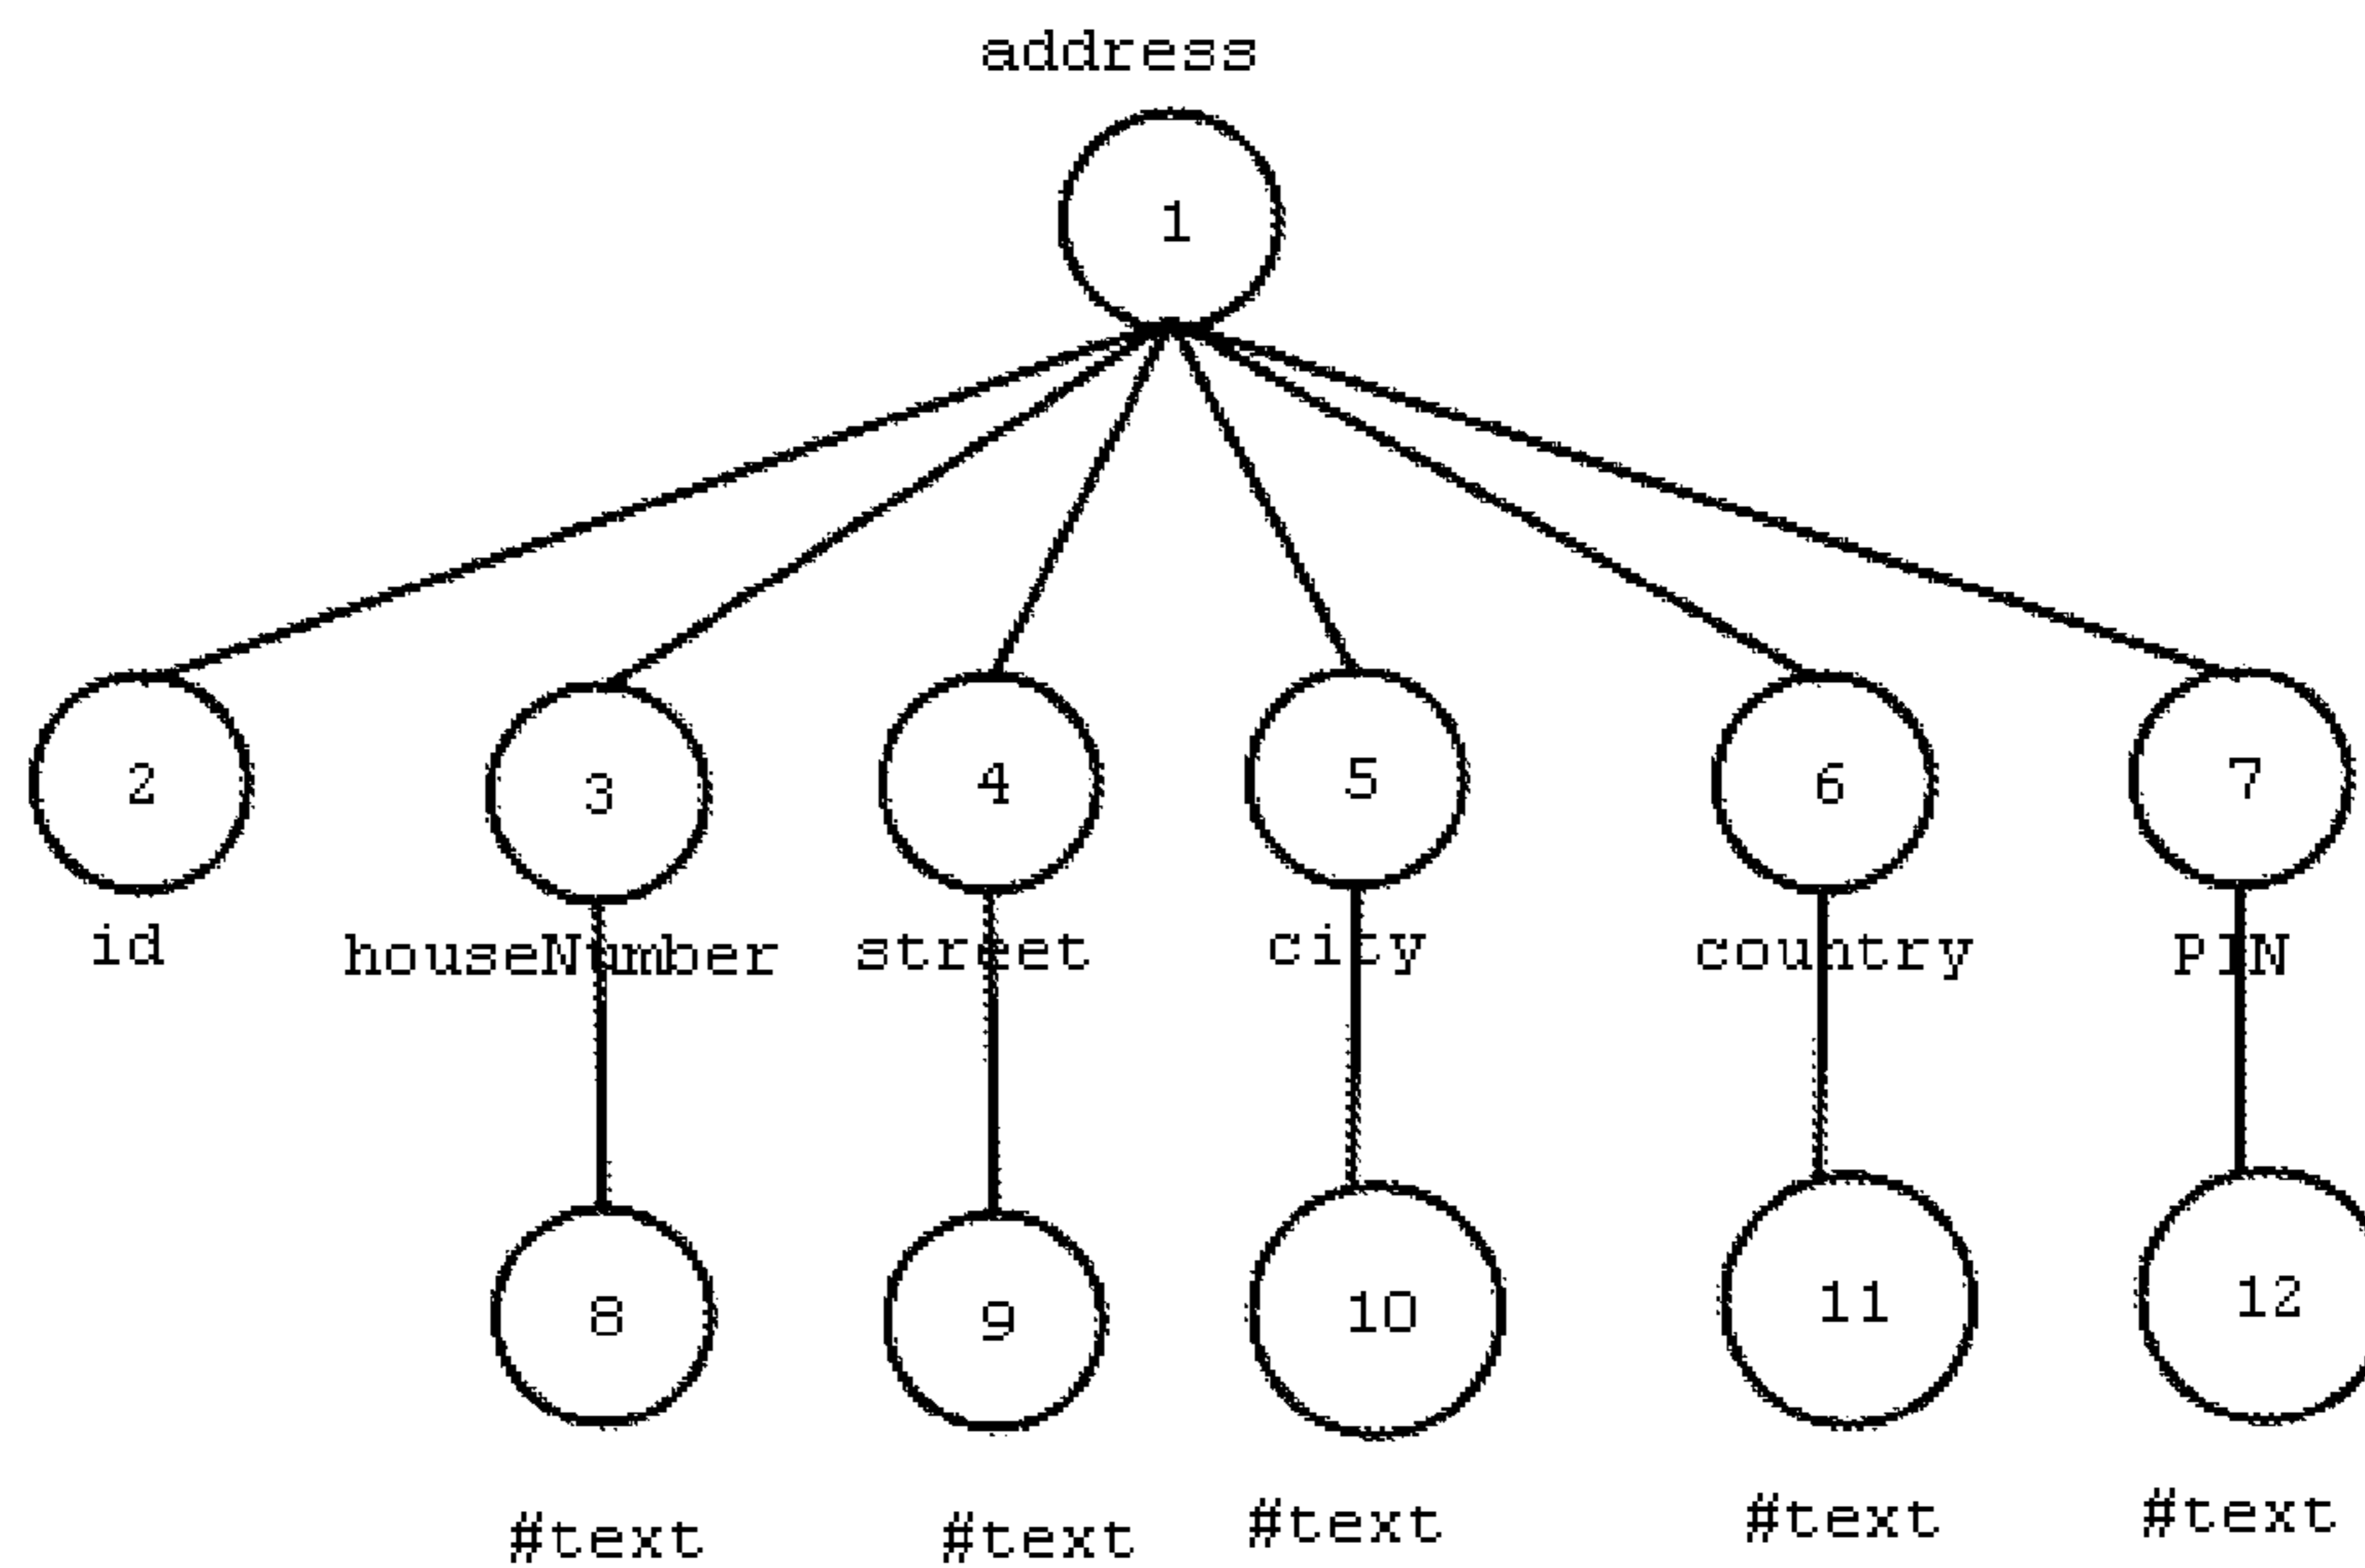 address
1
2 3 4 5 6 7
id houseNumber street city country PIN
8 9 10 11 12
#text #text #text #text #text